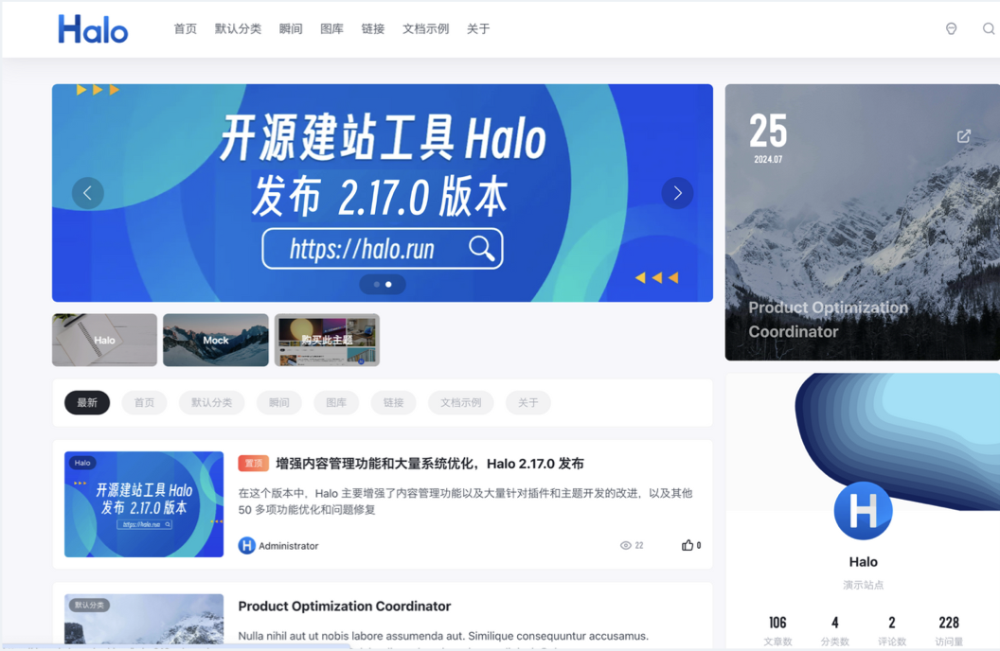 Halo
首页 默认分类 瞬间 图库 链接 文档示例 关于
开源建站工具 Halo
发布 2.17.0 版本
https://halo.run
25
2024.07
Product Optimization
Coordinator
Halo
Mock
购买此主题
最新 首页 默认分类 瞬间 图库 链接 文档示例 关于
Halo
开源建站工具 Halo
发布 2.17.0 版本
https://halo.run
置顶 增强内容管理功能和大量系统优化，Halo 2.17.0 发布
在这个版本中，Halo 主要增强了内容管理功能以及大量针对插件和主题开发的改进，以及其他
50 多项功能优化和问题修复
H Administrator
22
0
H
Halo
演示站点
106 4 2 228
文章数 分类数 评论数 访问量
默认分类
Product Optimization Coordinator
Nulla nihil aut ut nobis labore assumenda aut. Similique consequuntur accusamus.